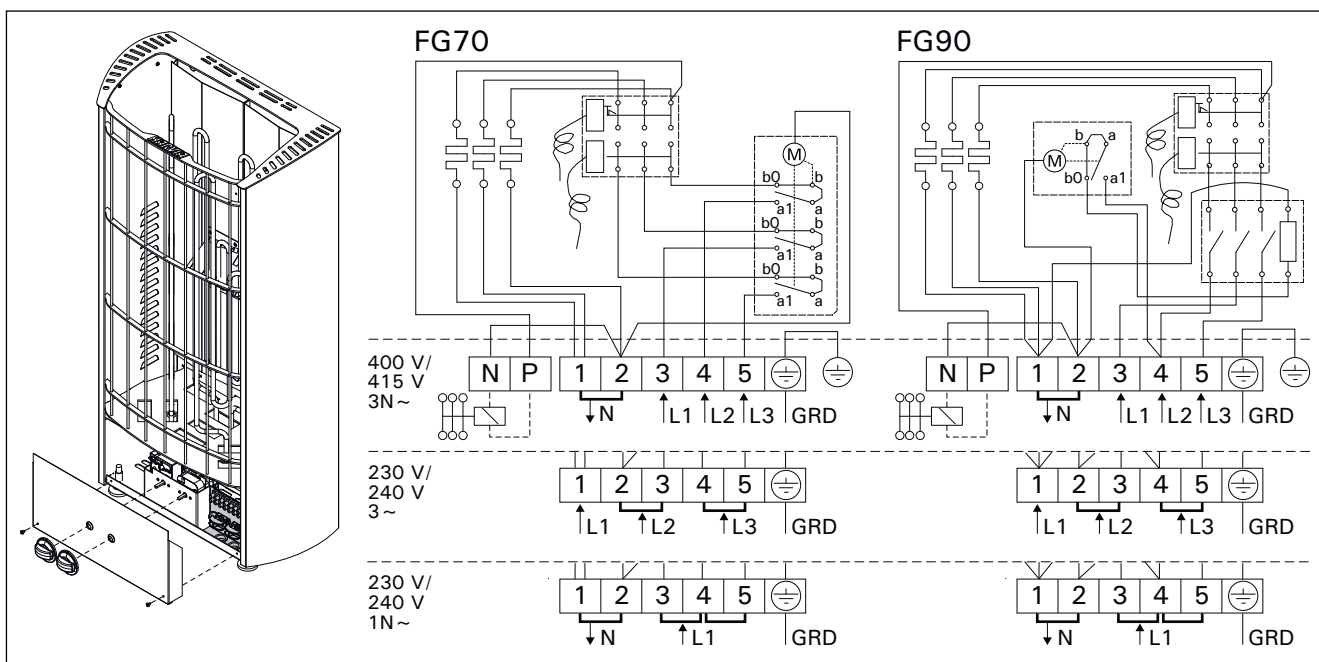 FG70
FG90
M
b0 b
a1 a
b0 b
a1 a
b0 b
a1 a
b a
M
b0 a1
400 V/
415 V
3N~
N P 1 2 3 4 5
N L1 L2 L3 GRD
N P 1 2 3 4 5
N L1 L2 L3 GRD
230 V/
240 V
3~
1 2 3 4 5
L1 L2 L3 GRD
1 2 3 4 5
L1 L2 L3 GRD
230 V/
240 V
1N~
1 2 3 4 5
N L1 GRD
1 2 3 4 5
N L1 GRD